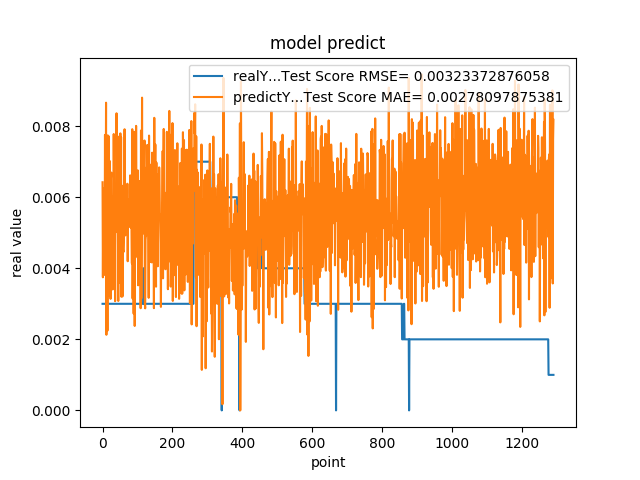 model predict
realY...Test Score RMSE= 0.00323372876058
predictY...Test Score MAE= 0.00278097875381
real value
0.008
0.006
0.004
0.002
0.000
0 200 400 600 800 1000 1200
point